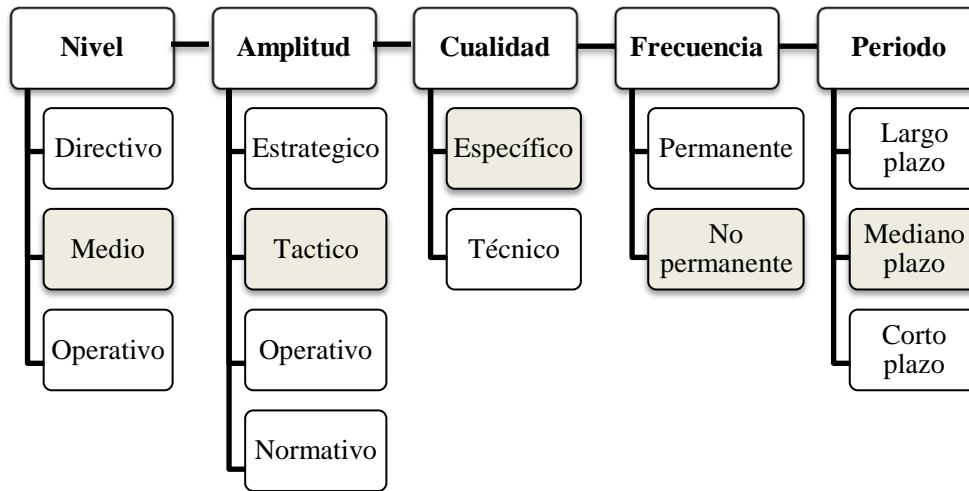 Nivel
Amplitud
Cualidad
Frecuencia
Periodo
Directivo
Medio
Operativo
Estrategico
Tactico
Operativo
Normativo
Específico
Técnico
Permanente
No
permanente
Largo
plazo
Mediano
plazo
Corto
plazo